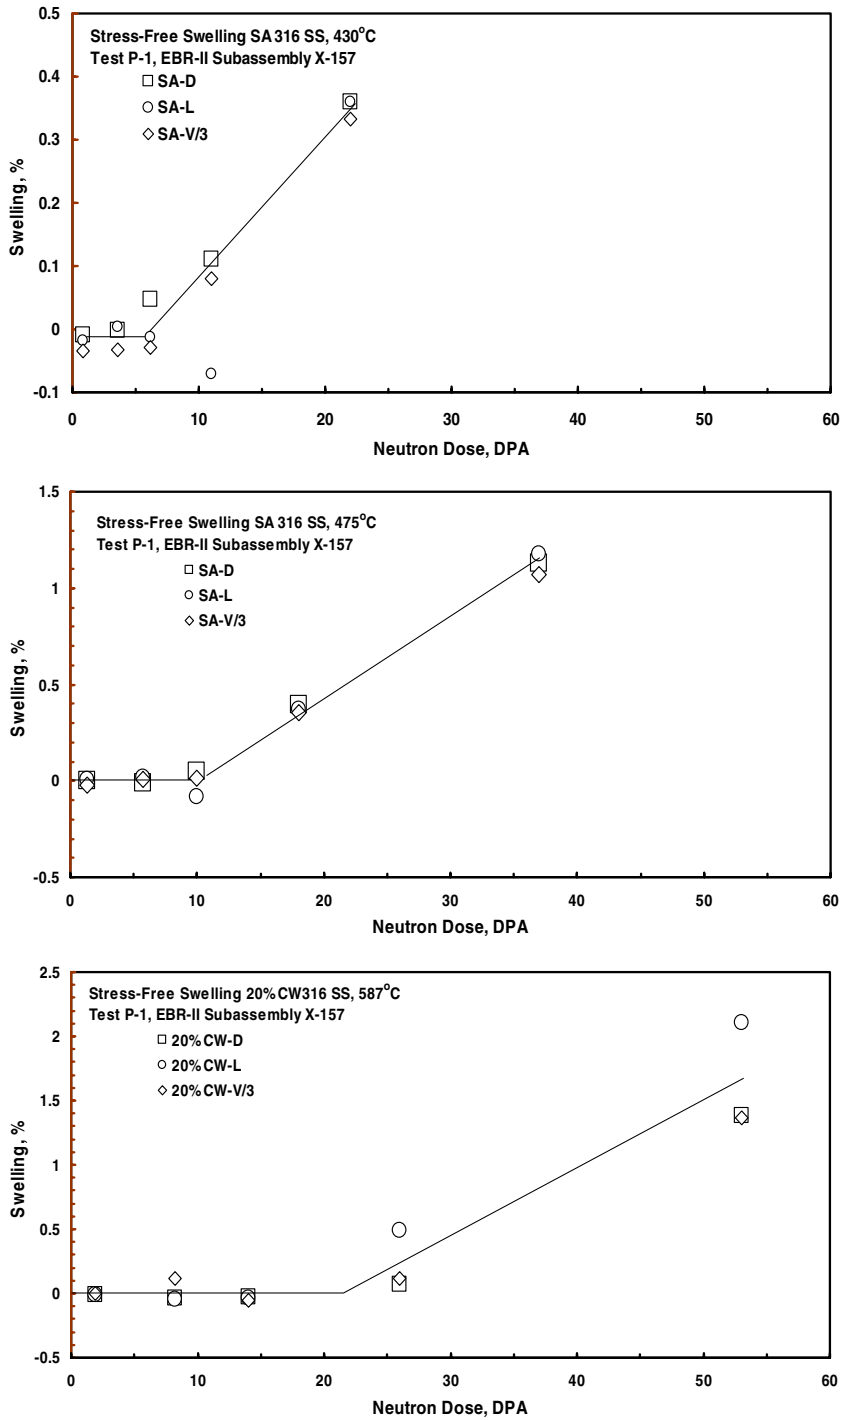 0.5
Stress-Free Swelling SA 316 SS, 430°C
Test P-1, EBR-II Subassembly X-157
SA-D
SA-L
SA-V/3
0.4
0.3
0.2
0.1
0
-0.1
Swelling, %
0 10 20 30 40 50 60
Neutron Dose, DPA
1.5
Stress-Free Swelling SA 316 SS, 475°C
Test P-1, EBR-II Subassembly X-157
SA-D
SA-L
SA-V/3
1
0.5
0
-0.5
Swelling, %
0 10 20 30 40 50 60
Neutron Dose, DPA
2.5
Stress-Free Swelling 20%CW316 SS, 587°C
Test P-1, EBR-II Subassembly X-157
20%CW-D
20%CW-L
20%CW-V/3
2
1.5
1
0.5
0
-0.5
Swelling, %
0 10 20 30 40 50 60
Neutron Dose, DPA